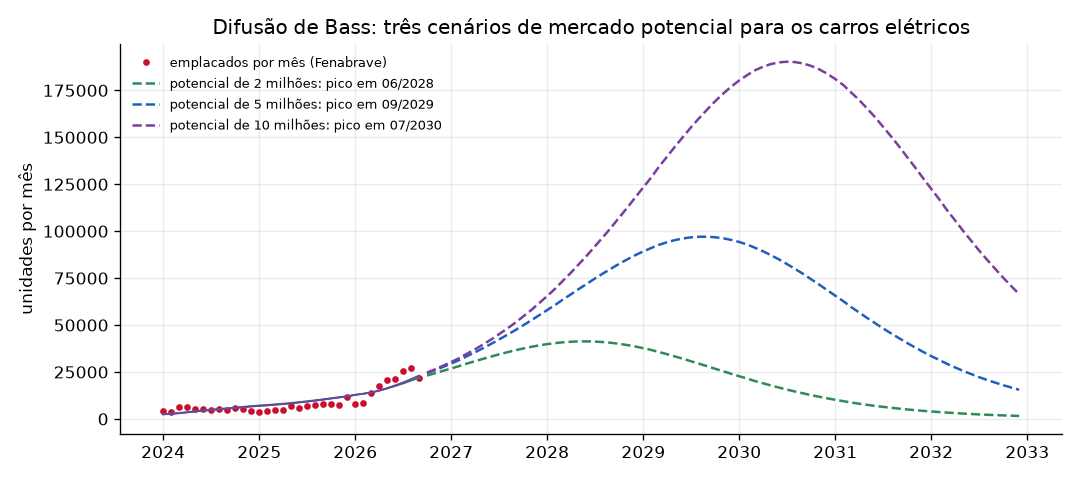 Difusão de Bass: três cenários de mercado potencial para os carros elétricos
emplacados por mês (Fenabrave)
potencial de 2 milhões: pico em 06/2028
potencial de 5 milhões: pico em 09/2029
potencial de 10 milhões: pico em 07/2030
unidades por mês
175000
150000
125000
100000
75000
50000
25000
0
2024 2025 2026 2027 2028 2029 2030 2031 2032 2033